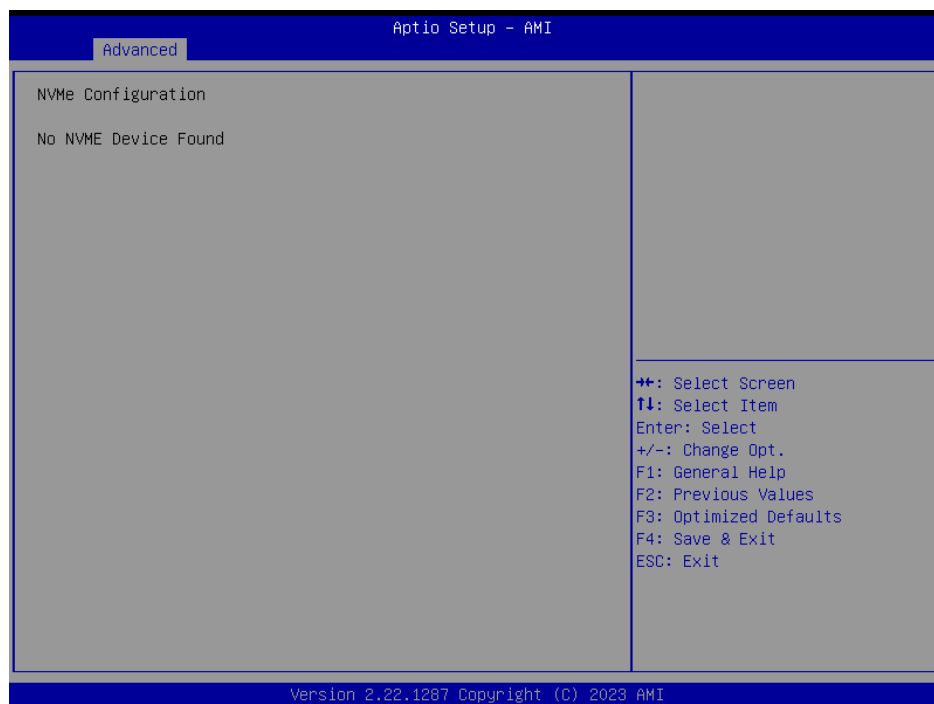 Aptio Setup – AMI
Advanced
NVMe Configuration
No NVME Device Found
→←: Select Screen
↑↓: Select Item
Enter: Select
+/-: Change Opt.
F1: General Help
F2: Previous Values
F3: Optimized Defaults
F4: Save & Exit
ESC: Exit
Version 2.22.1287 Copyright (C) 2023 AMI